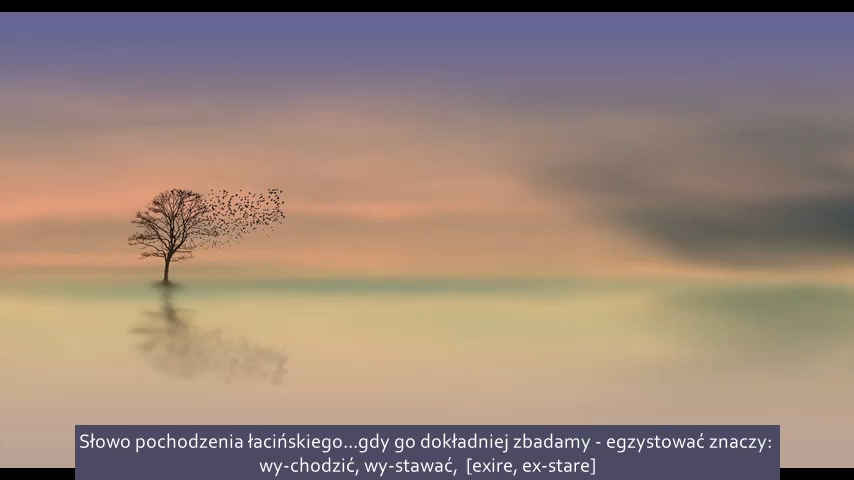 Słowo pochodzenia łacińskiego...gdy go dokładniej zbadamy - egzystować znaczy:
wy-chodzić, wy-stawać,  [exire, ex-stare]